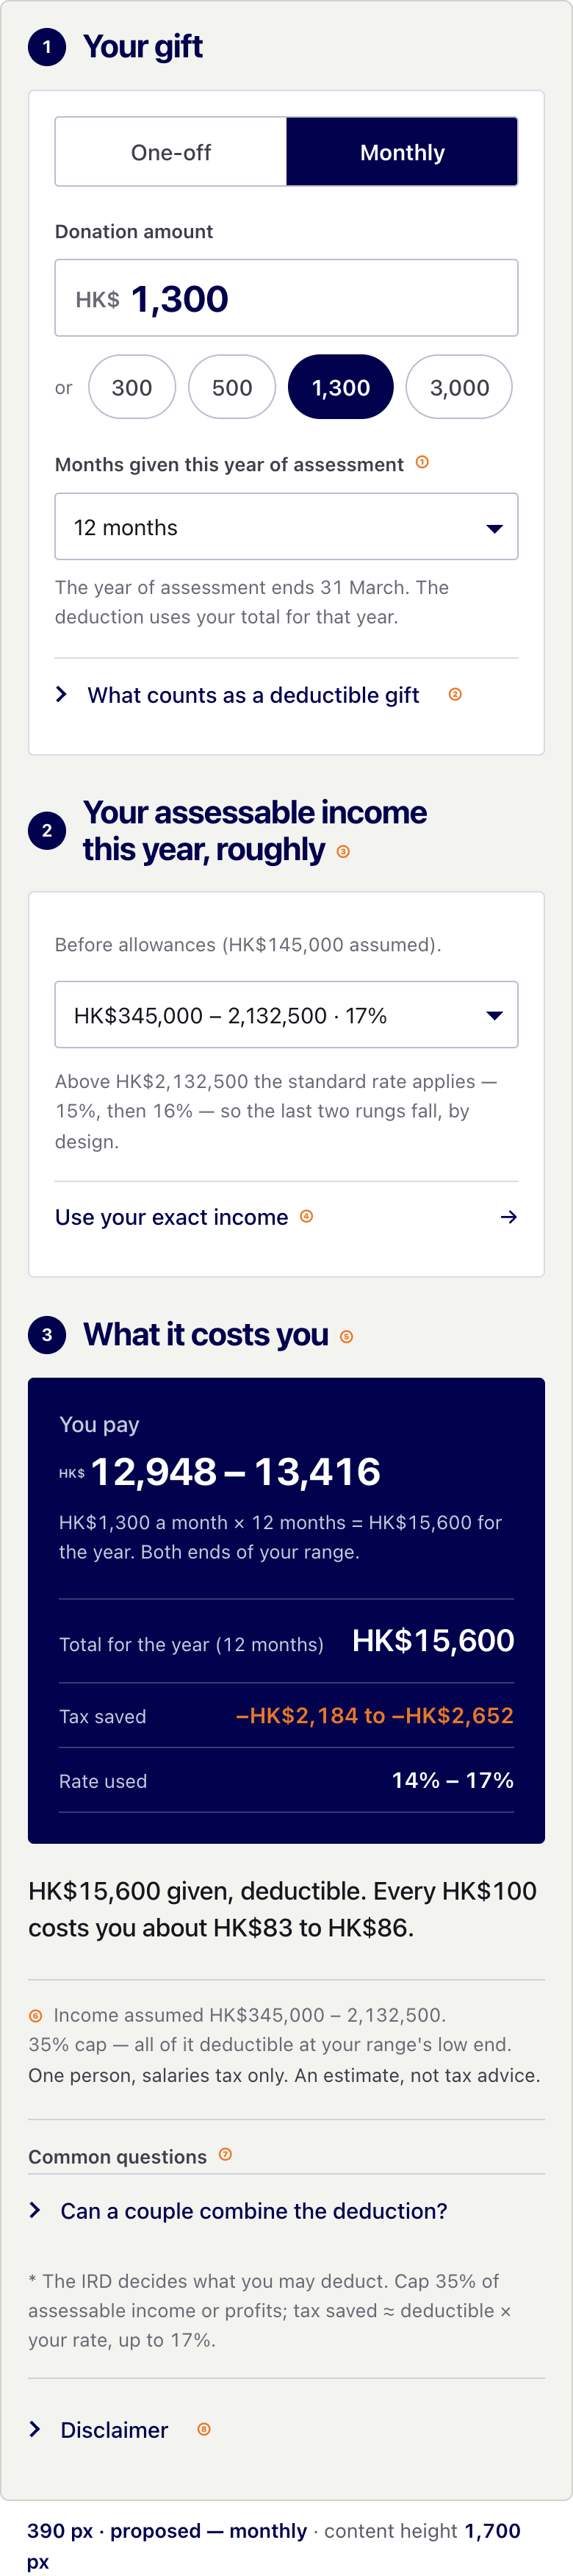 1 Your gift
One-off Monthly
Donation amount
HK$ 1,300
or 300 500 1,300 3,000
Months given this year of assessment ①
12 months
The year of assessment ends 31 March. The
deduction uses your total for that year.
What counts as a deductible gift ②
2 Your assessable income
this year, roughly ③
Before allowances (HK$145,000 assumed).
HK$345,000 – 2,132,500 · 17%
Above HK$2,132,500 the standard rate applies —
15%, then 16% — so the last two rungs fall, by
design.
Use your exact income ④ →
3 What it costs you ⑤
You pay
HK$ 12,948 – 13,416
HK$1,300 a month × 12 months = HK$15,600 for
the year. Both ends of your range.
Total for the year (12 months) HK$15,600
Tax saved –HK$2,184 to –HK$2,652
Rate used 14% – 17%
HK$15,600 given, deductible. Every HK$100
costs you about HK$83 to HK$86.
⑥ Income assumed HK$345,000 – 2,132,500.
35% cap — all of it deductible at your range's low end.
One person, salaries tax only. An estimate, not tax advice.
Common questions ⑦
Can a couple combine the deduction?
* The IRD decides what you may deduct. Cap 35% of
assessable income or profits; tax saved ≈ deductible ×
your rate, up to 17%.
Disclaimer ⑧
390 px · proposed — monthly · content height 1,700
px